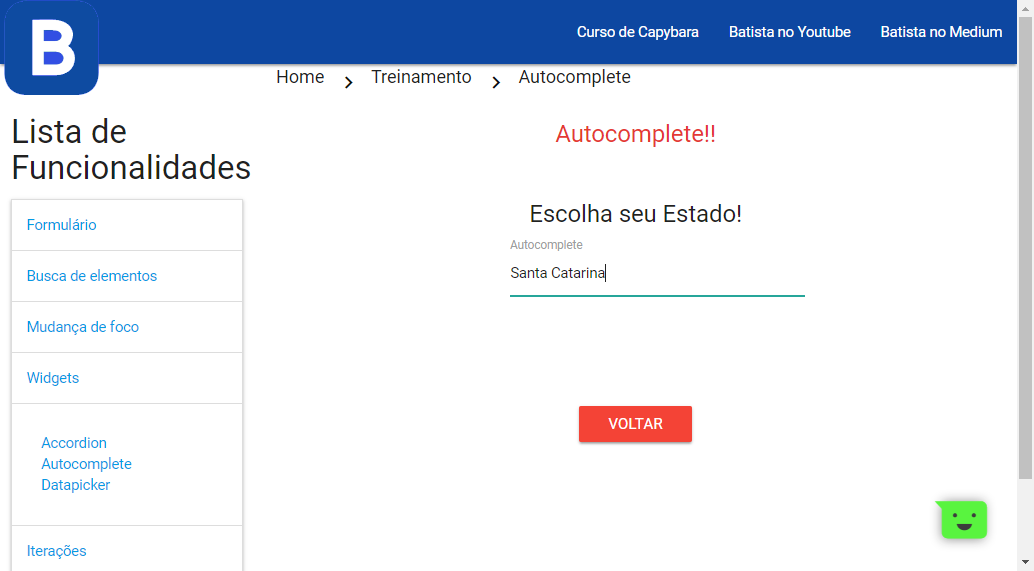 B
Curso de Capybara
Batista no Youtube
Batista no Medium
Home
Treinamento
Autocomplete
Lista de
Funcionalidades
Formulário
Busca de elementos
Mudança de foco
Widgets
Accordion
Autocomplete
Datapicker
Iterações
Autocomplete!!
Escolha seu Estado!
Autocomplete
Santa Catarina
VOLTAR